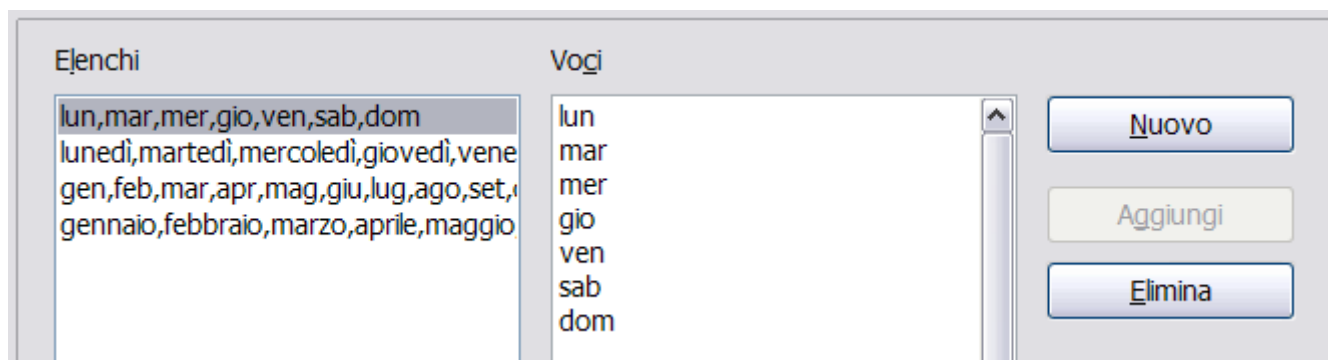 Elenchi
lun,mar,mer,gio,ven,sab,dom
lunedì,martedì,mercoledì,giovedì,vene
gen,feb,mar,apr,mag,giu,lug,ago,set,
gennaio,febbraio,marzo,aprile,maggio,
Voci
lun
mar
mer
gio
ven
sab
dom
Nuovo
Aggiungi
Elimina